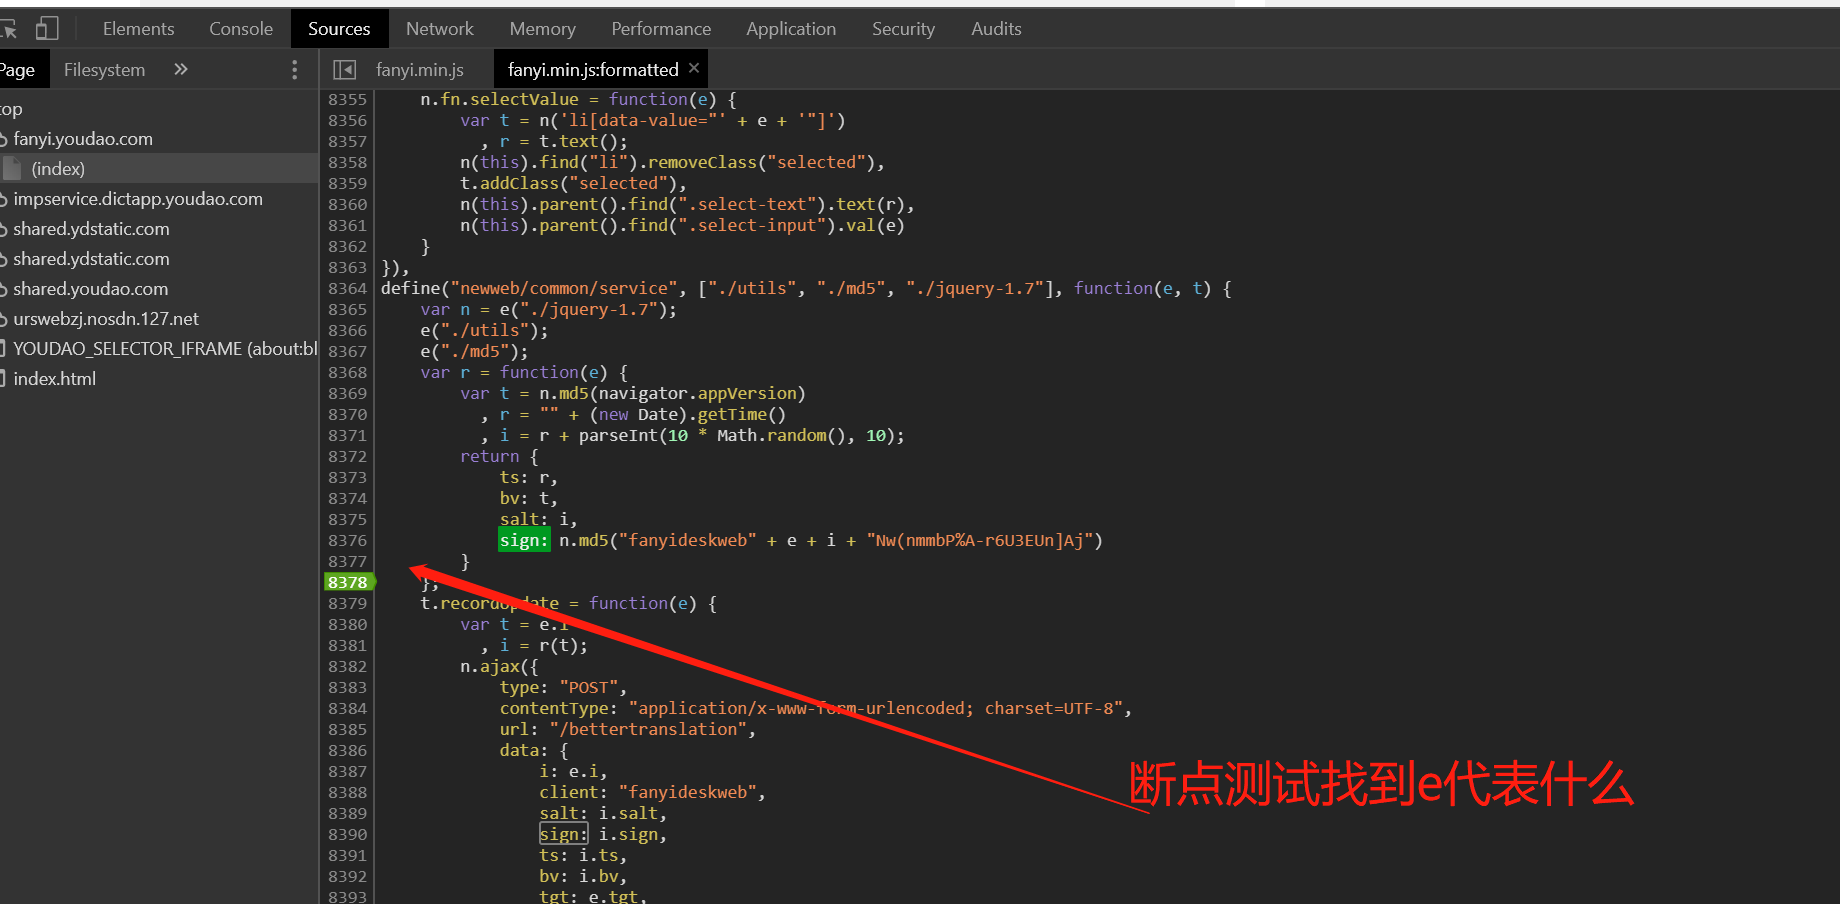 Elements Console Sources Network Memory Performance Application Security Audits
Page Filesystem » fanyi.min.js fanyi.min.js:formatted ×
top
fanyi.youdao.com
(index)
impservice.dictapp.youdao.com
shared.ydstatic.com
shared.ydstatic.com
shared.youdao.com
urswebzj.nosdn.127.net
YOUDAO_SELECTOR_IFRAME (about:bl
index.html
8355 n.fn.selectValue = function(e) {
8356 var t = n('li[data-value="' + e + '"]')
8357 , r = t.text();
8358 n(this).find("li").removeClass("selected"),
8359 t.addClass("selected"),
8360 n(this).parent().find(".select-text").text(r),
8361 n(this).parent().find(".select-input").val(e)
8362 }
8363 }),
8364 define("newweb/common/service", ["./utils", "./md5", "./jquery-1.7"], function(e, t) {
8365 var n = e("./jquery-1.7");
8366 e("./utils");
8367 e("./md5");
8368 var r = function(e) {
8369 var t = n.md5(navigator.appVersion)
8370 , r = "" + (new Date).getTime()
8371 , i = r + parseInt(10 * Math.random(), 10);
8372 return {
8373 ts: r,
8374 bv: t,
8375 salt: i,
8376 sign: n.md5("fanyideskweb" + e + i + "Nw(nmmbP%A-r6U3EUn]Aj")
8377 }
8378 };
8379 t.recordUpdate = function(e) {
8380 var t = e.i
8381 , i = r(t);
8382 n.ajax({
8383 type: "POST",
8384 contentType: "application/x-www-form-urlencoded; charset=UTF-8",
8385 url: "/bettertranslation",
8386 data: {
8387 i: e.i,
8388 client: "fanyideskweb",
8389 salt: i.salt,
8390 sign: i.sign,
8391 ts: i.ts,
8392 bv: i.bv,
8393 tgt: e.tgt,
断点测试找到e代表什么